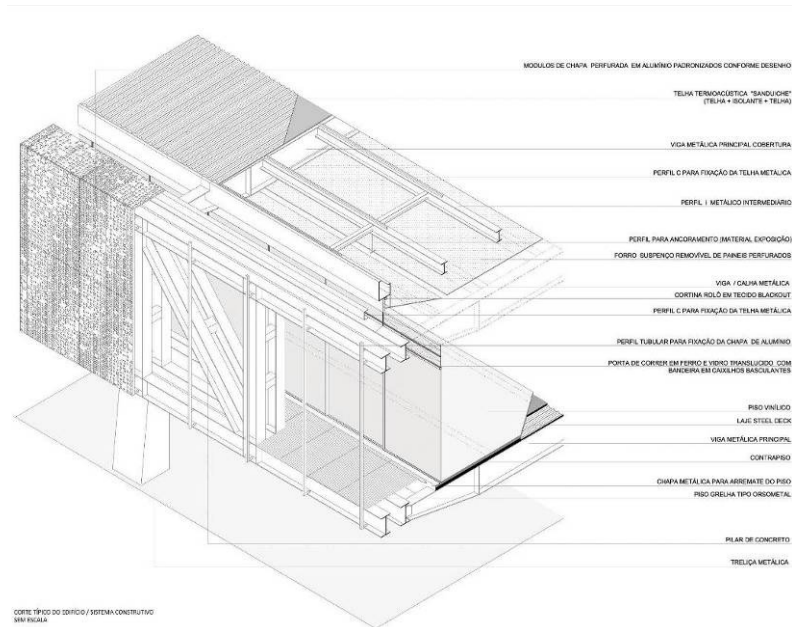 MODULOS DE CHAPA PERFURADA EM ALUMÍNIO PADRONIZADOS CONFORME DESENHO
TELHA TERMOACÚSTICA "SANDUICHE"
(TELHA + ISOLANTE + TELHA)
VIGA METÁLICA PRINCIPAL COBERTURA
PERFIL C PARA FIXAÇÃO DA TELHA METÁLICA
PERFIL I METÁLICO INTERMEDIÁRIO
PERFIL PARA ANCORAMENTO (MATERIAL EXPOSIÇÃO)
FORRO SUSPENÇO REMOVÍVEL DE PAINEIS PERFURADOS
VIGA / CALHA METÁLICA
CORTINA ROLÔ EM TECIDO BLACKOUT
PERFIL C PARA FIXAÇÃO DA TELHA METÁLICA
PERFIL TUBULAR PARA FIXAÇÃO DA CHAPA DE ALUMÍNIO
PORTA DE CORRER EM FERRO E VIDRO TRANSLUCIDO COM
BANDEIRA EM CAIXILHOS BASCULANTES
PISO VINÍLICO
LAJE STEEL DECK
VIGA METÁLICA PRINCIPAL
CONTRAPISO
CHAPA METÁLICA PARA ARREMATE DO PISO
PISO GRELHA TIPO ORSOMETAL
PILAR DE CONCRETO
TRELIÇA METÁLICA
CORTE TÍPICO DO EDIFÍCIO / SISTEMA CONSTRUTIVO
SEM ESCALA